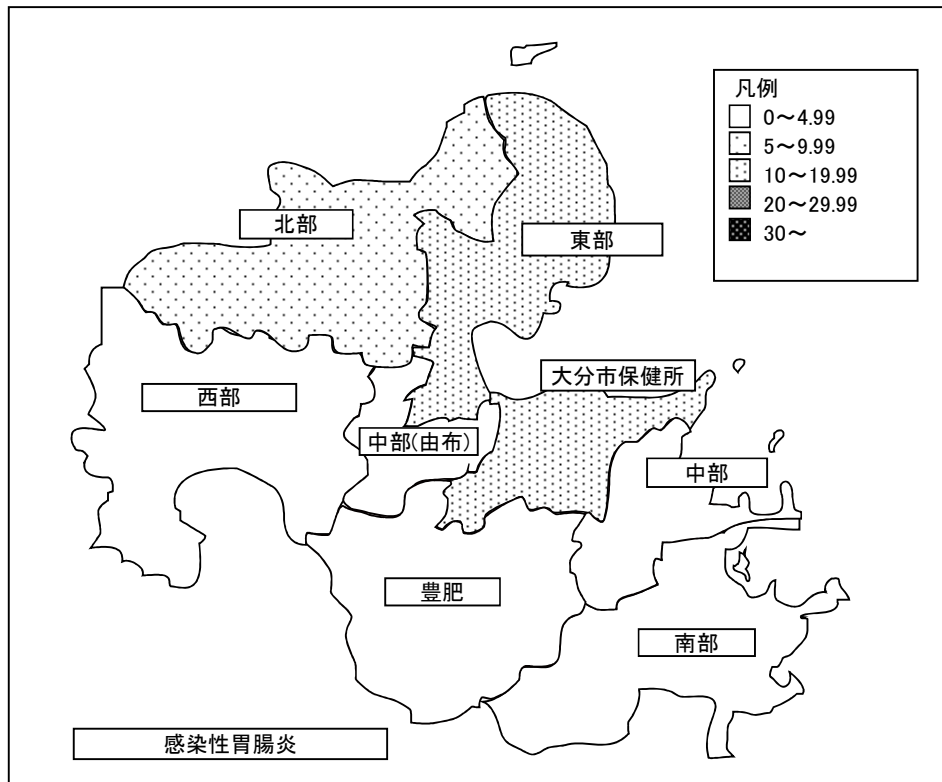 凡例
0～4.99
5～9.99
10～19.99
20～29.99
30～
北部
東部
大分市保健所
西部
中部(由布)
中部
豊肥
南部
感染性胃腸炎